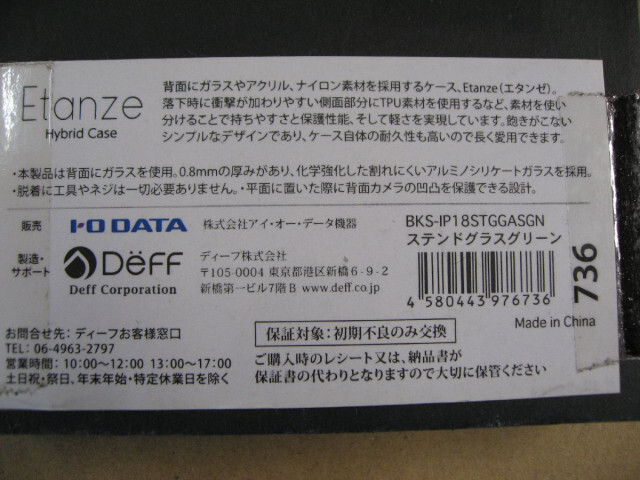 Etanze
Hybrid Case
背面にガラスやアクリル、ナイロン素材を採用するケース、Etanze(エタンゼ)。
落下時に衝撃が加わりやすい側面部分にTPU素材を使用するなど、素材を使い
分けることで持ちやすさと保護性能、そして軽さを実現しています。飽きがこない
シンプルなデザインであり、ケース自体の耐久性も高いので長く愛用できます。
・本製品は背面にガラスを使用。0.8mmの厚みがあり、化学強化した割れにくいアルミノシリケートガラスを採用。
・脱着に工具やネジは一切必要ありません。・平面に置いた際に背面カメラの凹凸を保護できる設計。
販売
I-O DATA
株式会社アイ・オー・データ機器
製造・
サポート
DëFF
Deff Corporation
ディーフ株式会社
〒105-0004 東京都港区新橋6-9-2
新橋第一ビル7階B www.deff.co.jp
BKS-IP18STGGASGN
ステンドグラスグリーン
4580443976736
736
Made in China
お問合せ先:ディーフお客様窓口
TEL: 06-4963-2797
営業時間:10:00〜12:00 13:00〜17:00
土日祝・祭日、年末年始・特定休業日を除く
保証対象:初期不良のみ交換
ご購入時のレシート又は、納品書が
保証書の代わりとなりますので大切に保管ください